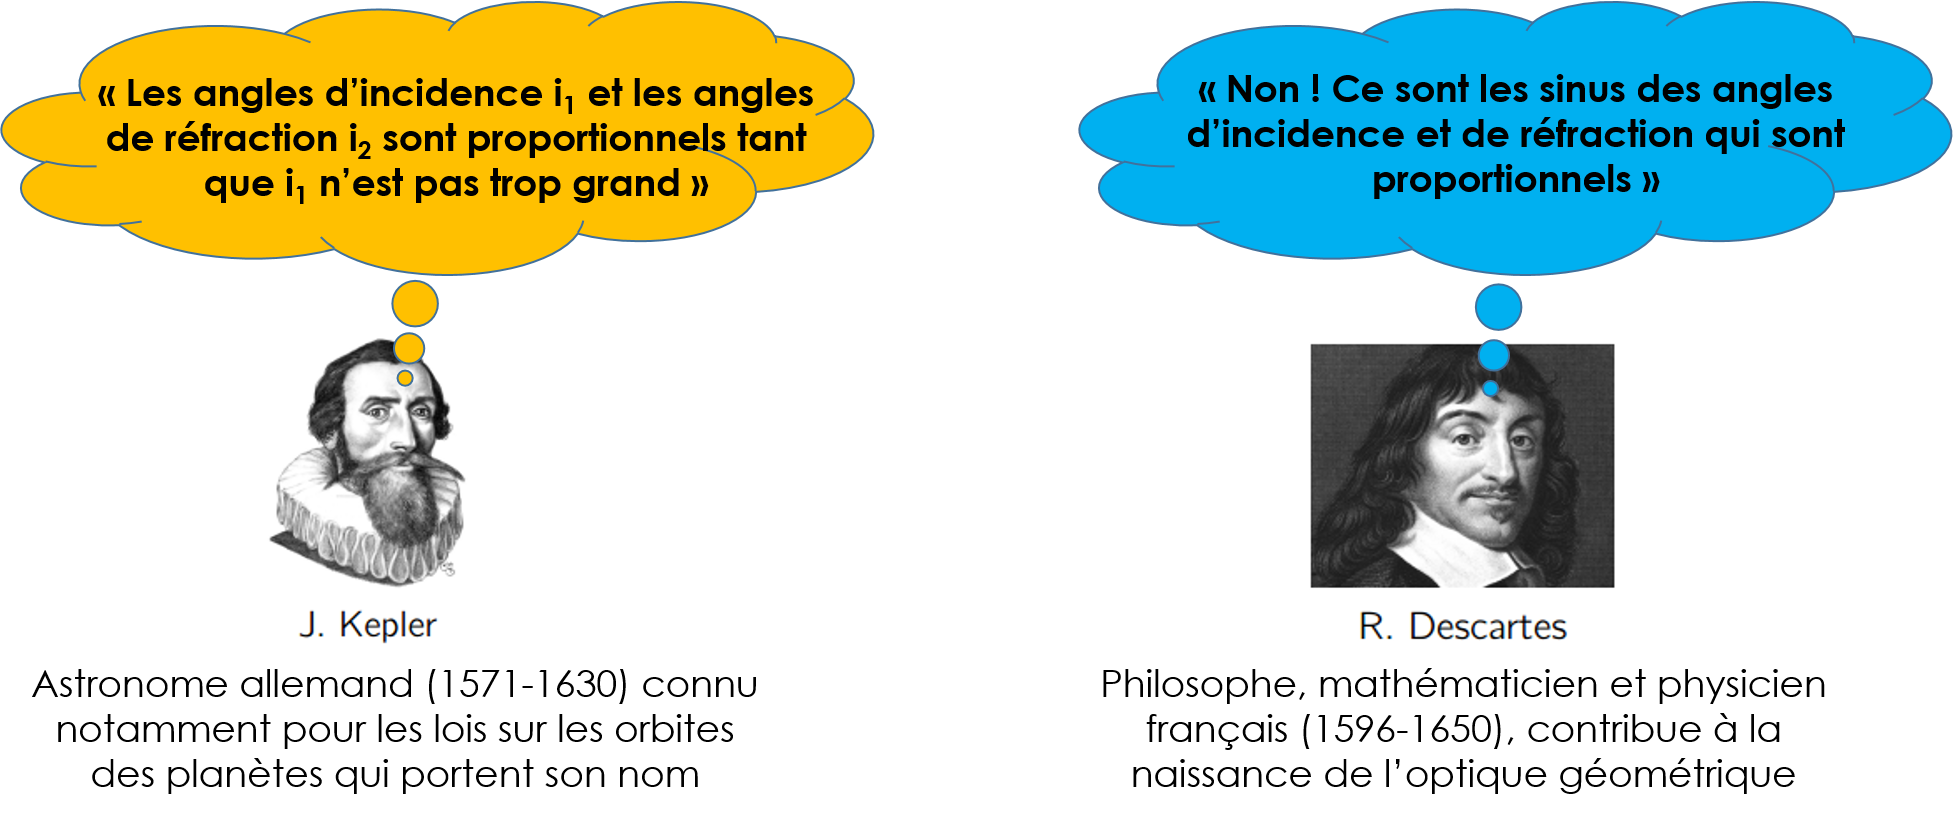 « Les angles d’incidence i₁ et les angles
de réfraction i₂ sont proportionnels tant
que i₁ n’est pas trop grand »
J. Kepler
Astronome allemand (1571-1630) connu
notamment pour les lois sur les orbites
des planètes qui portent son nom
« Non ! Ce sont les sinus des angles
d’incidence et de réfraction qui sont
proportionnels »
R. Descartes
Philosophe, mathématicien et physicien
français (1596-1650), contribue à la
naissance de l’optique géométrique